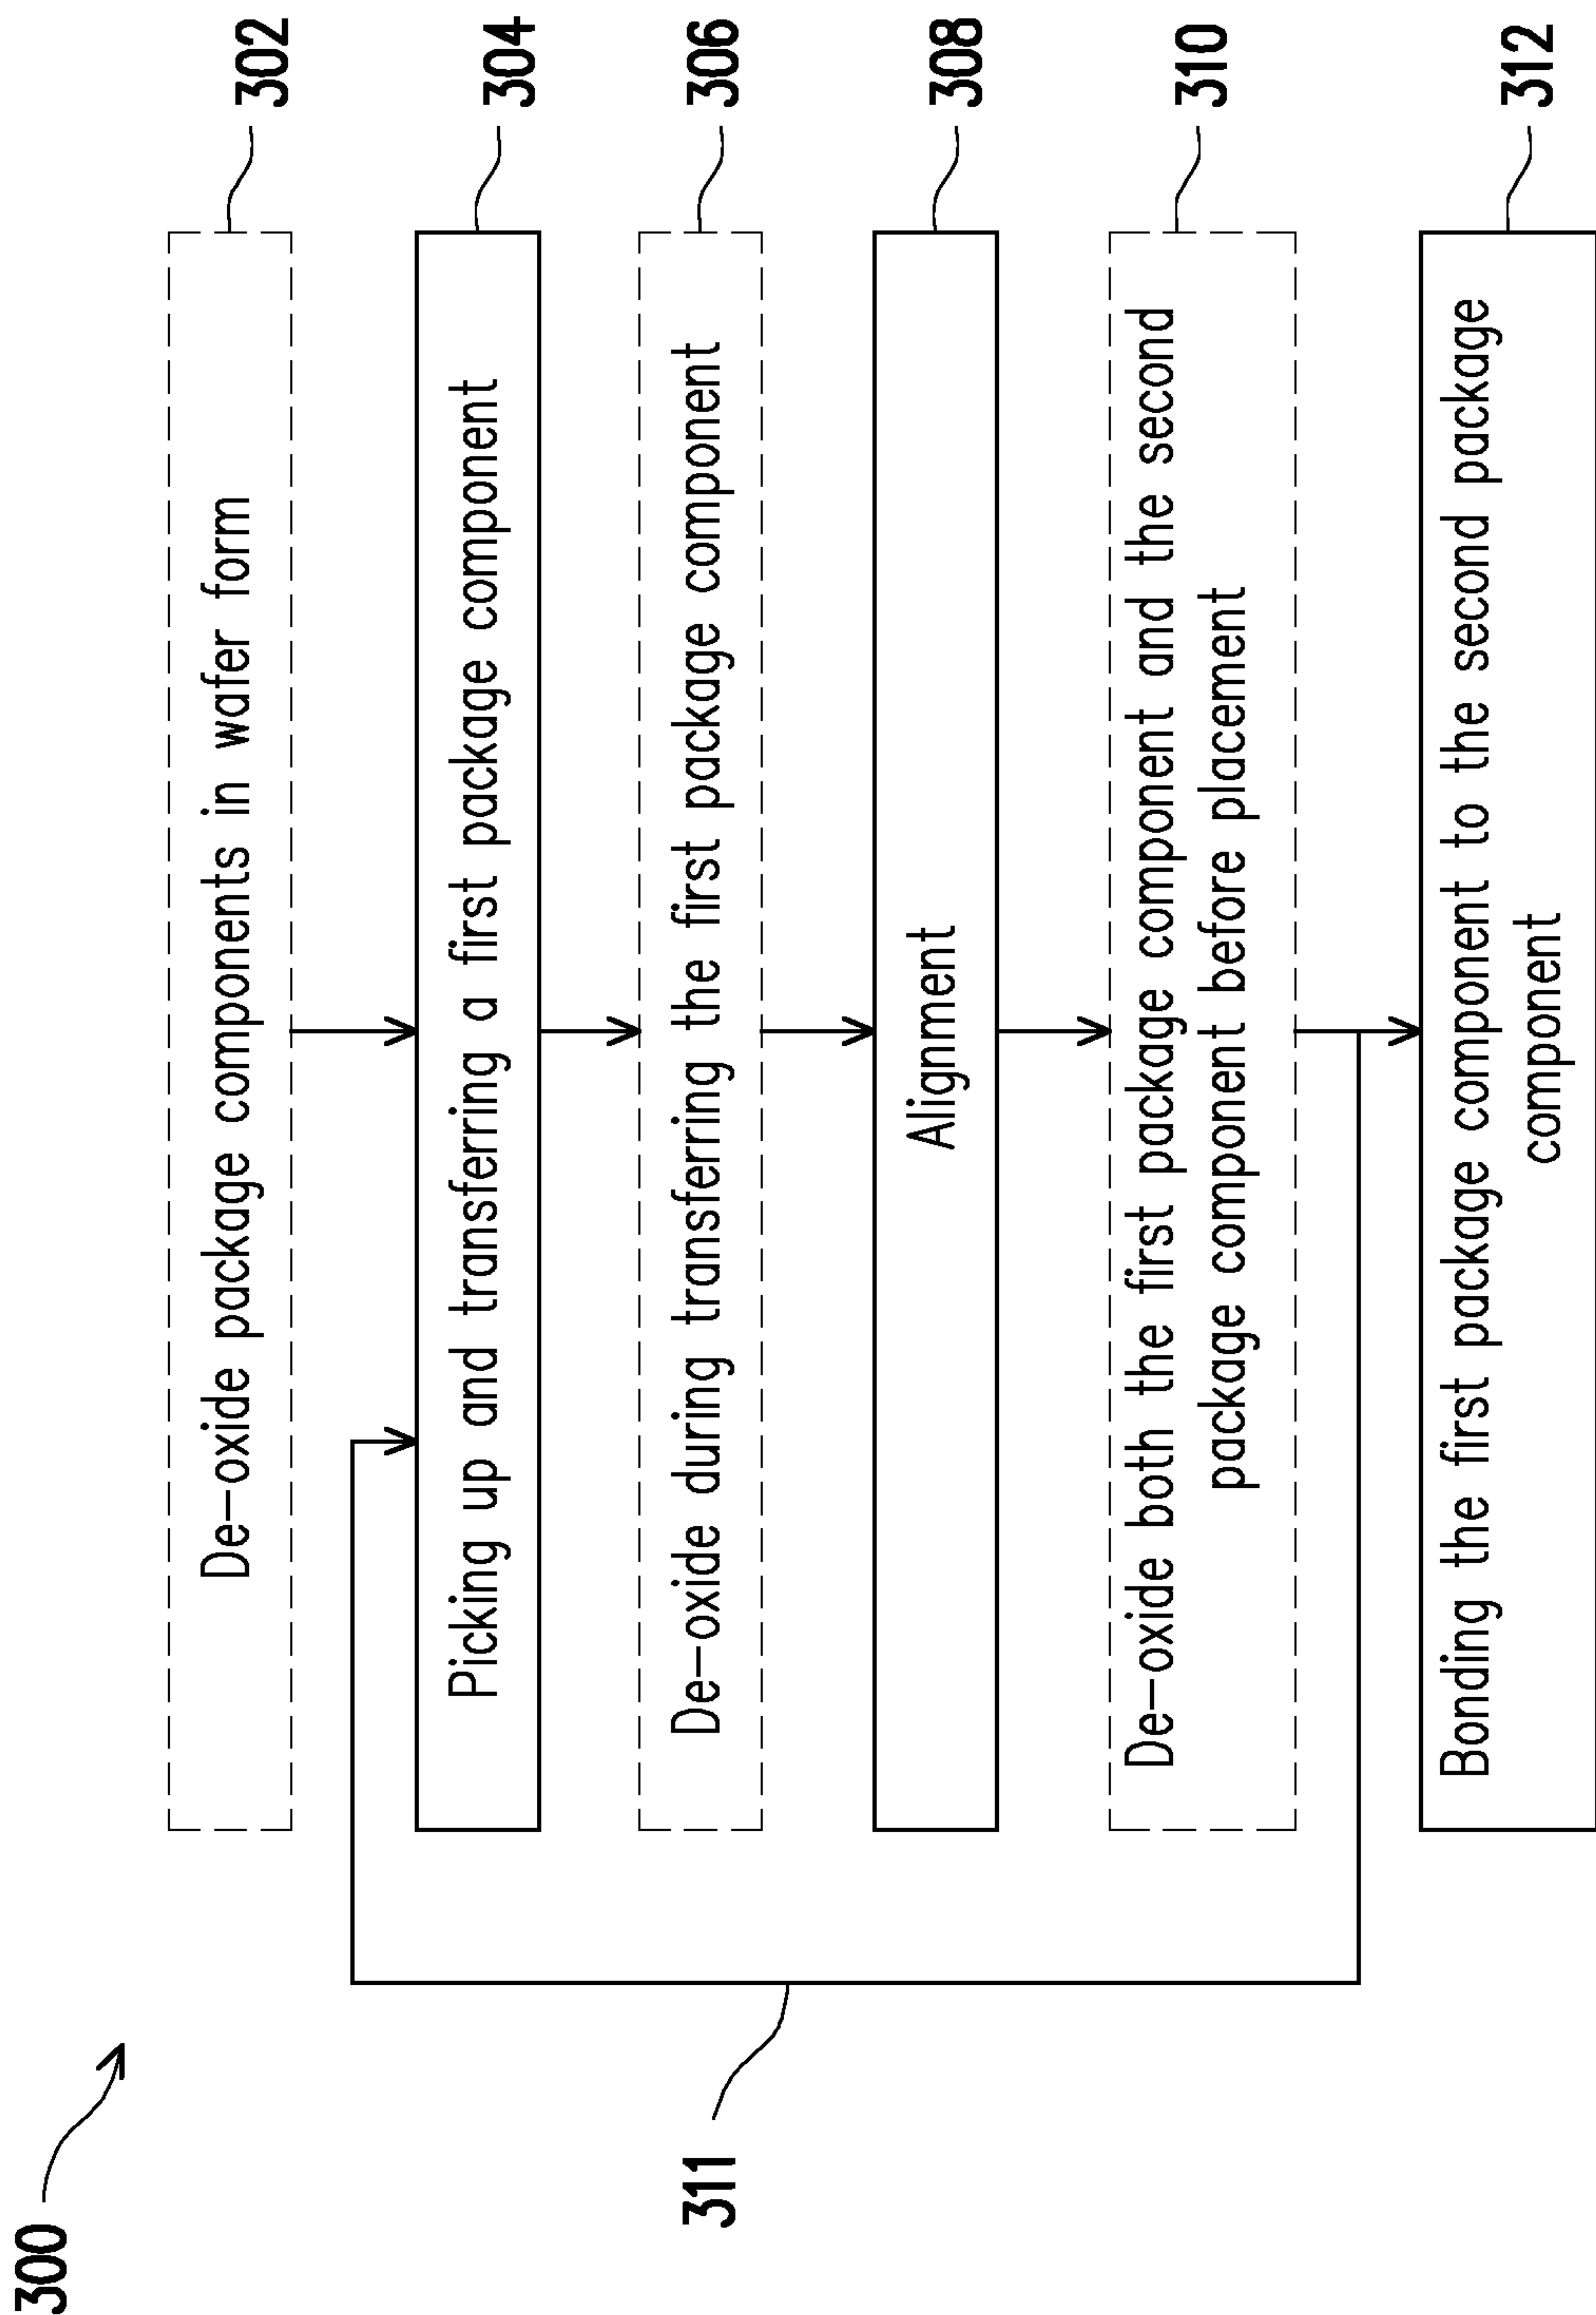 300
De-oxide package components in wafer form
302
Picking up and transferring a first package component
304
De-oxide during transferring the first package component
306
Alignment
308
De-oxide both the first package component and the second
package component before placement
310
311
Bonding the first package component to the second package
component
312